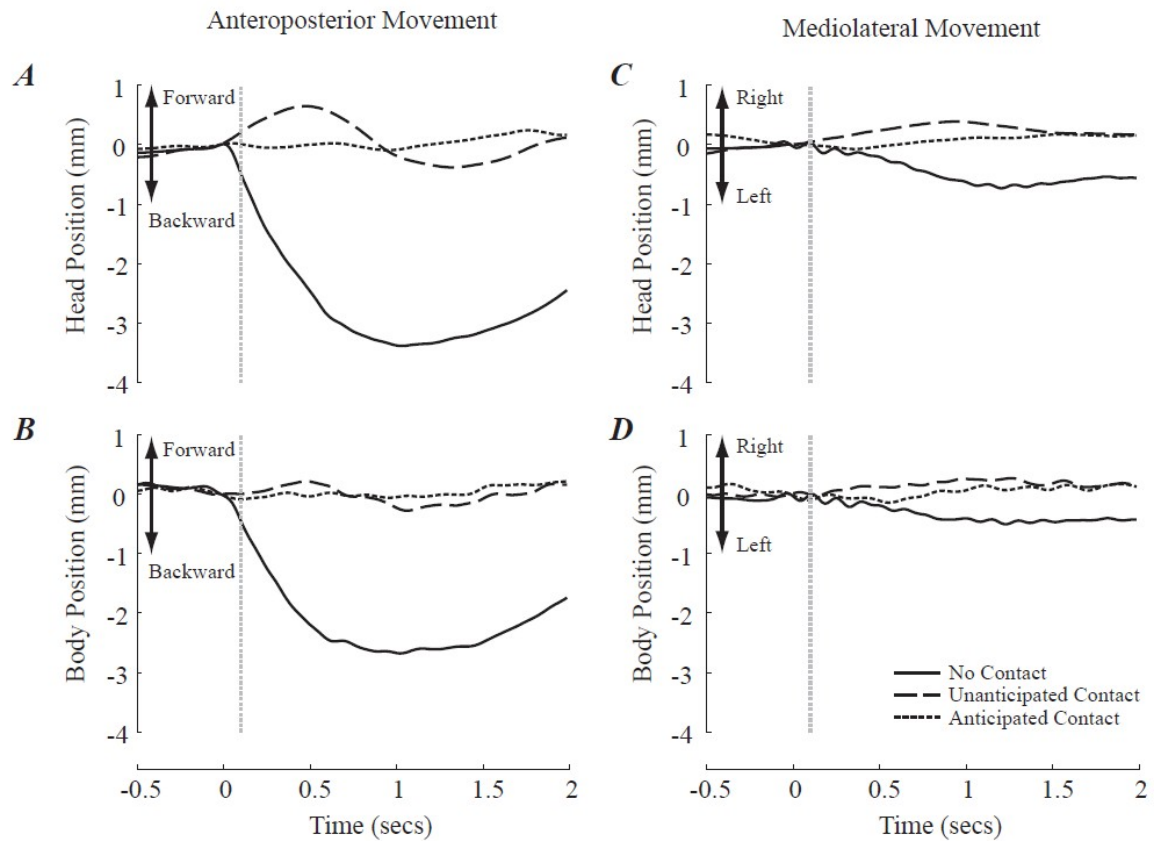 Anteroposterior Movement
Mediolateral Movement
A
1
0
-1
-2
-3
-4
Head Position (mm)
Forward
Backward
C
1
0
-1
-2
-3
-4
Head Position (mm)
Right
Left
B
1
0
-1
-2
-3
-4
Body Position (mm)
Forward
Backward
-0.5 0 0.5 1 1.5 2
Time (secs)
D
1
0
-1
-2
-3
-4
Body Position (mm)
Right
Left
No Contact
Unanticipated Contact
Anticipated Contact
-0.5 0 0.5 1 1.5 2
Time (secs)